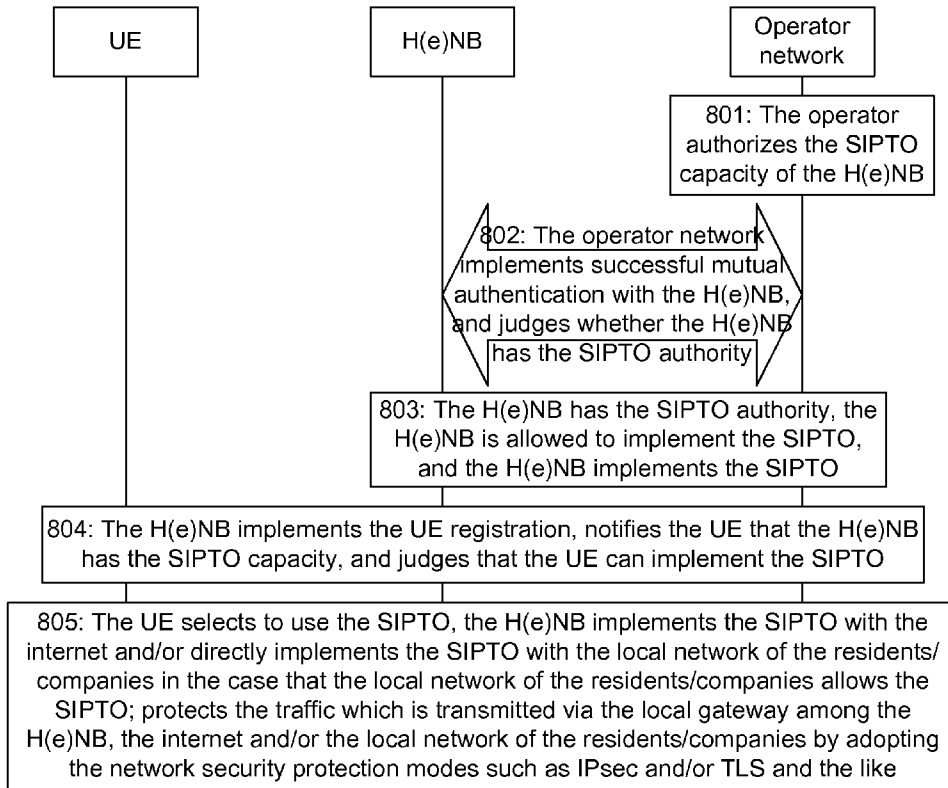 UE
H(e)NB
Operator
network
801: The operator
authorizes the SIPTO
capacity of the H(e)NB
802: The operator network
implements successful mutual
authentication with the H(e)NB,
and judges whether the H(e)NB
has the SIPTO authority
803: The H(e)NB has the SIPTO authority, the
H(e)NB is allowed to implement the SIPTO,
and the H(e)NB implements the SIPTO
804: The H(e)NB implements the UE registration, notifies the UE that the H(e)NB
has the SIPTO capacity, and judges that the UE can implement the SIPTO
805: The UE selects to use the SIPTO, the H(e)NB implements the SIPTO with the
internet and/or directly implements the SIPTO with the local network of the residents/
companies in the case that the local network of the residents/companies allows the
SIPTO; protects the traffic which is transmitted via the local gateway among the
H(e)NB, the internet and/or the local network of the residents/companies by adopting
the network security protection modes such as IPsec and/or TLS and the like